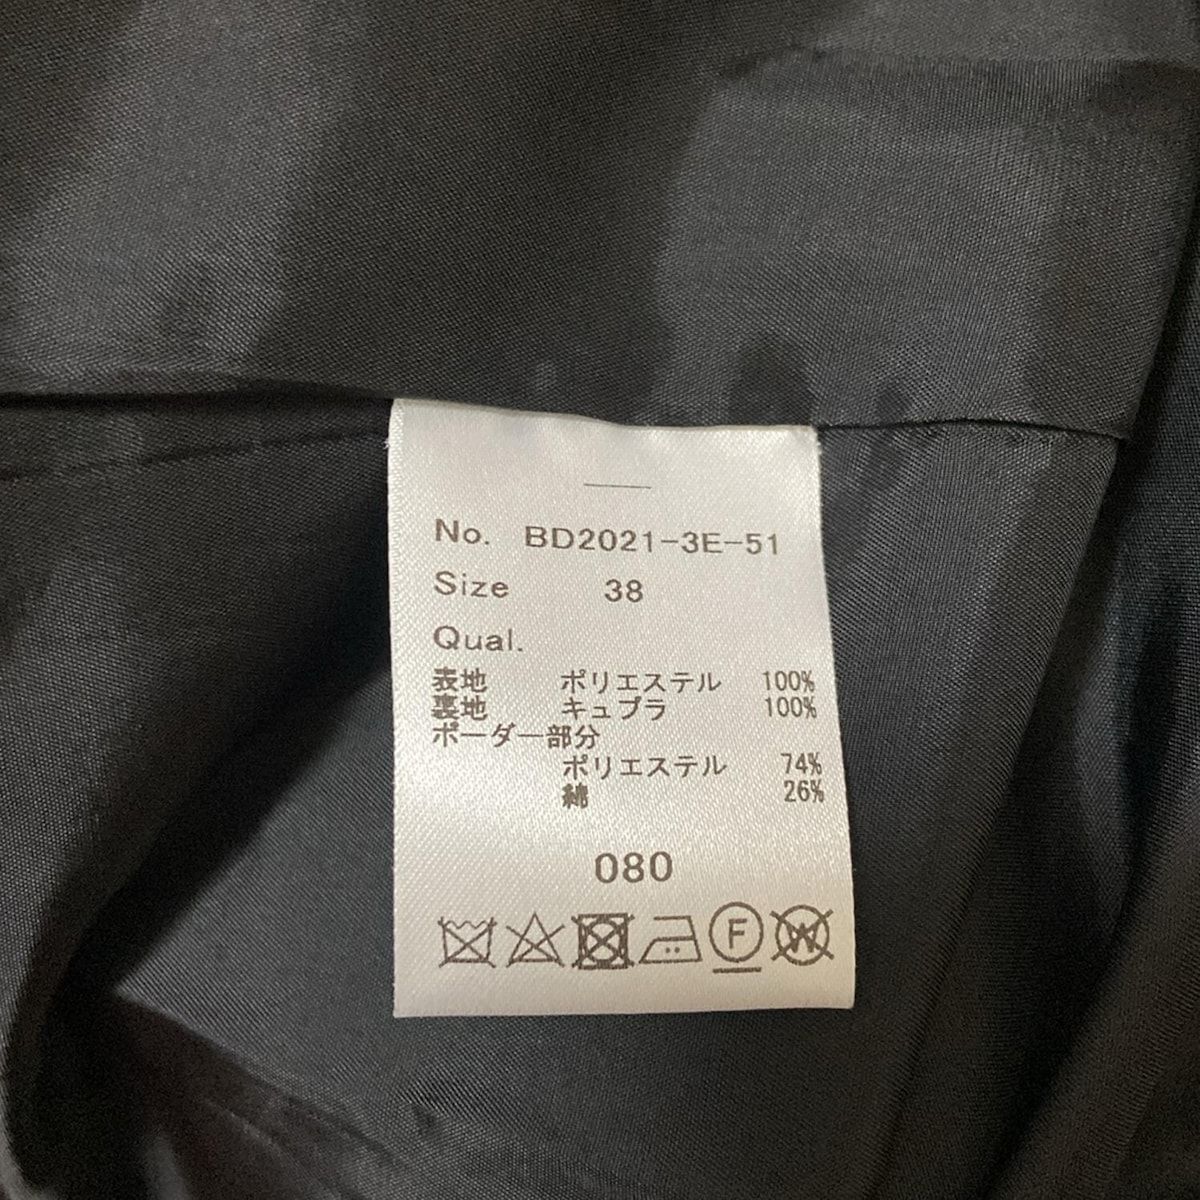 No. BD2021-3E-51
Size 38
Qual.
表地 ポリエステル 100%
裏地 キュプラ 100%
ボーダー部分
ポリエステル 74%
綿 26%
080
F W